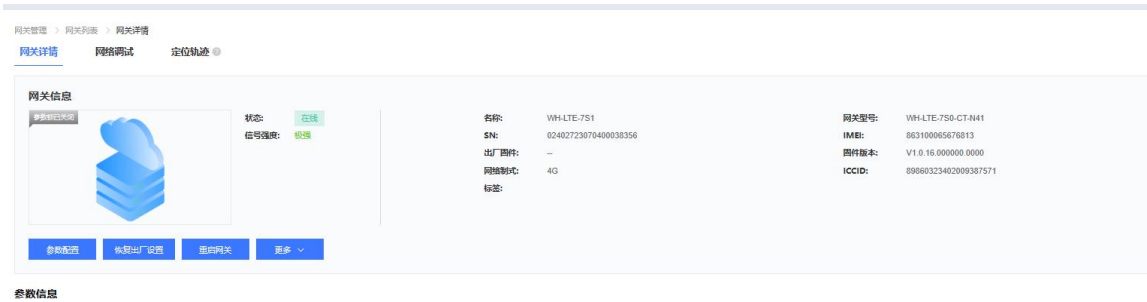 网关管理 > 网关列表 > 网关详情
网关详情 网络调试 定位轨迹
网关信息
参数锁已关闭
状态: 在线
信号强度: 极强
名称: WH-LTE-7S1
SN: 02402723070400038356
出厂固件: --
网络制式: 4G
标签:
网关型号: WH-LTE-7S0-CT-N41
IMEI: 863100065676813
固件版本: V1.0.16.000000.0000
ICCID: 89860323402009387571
参数配置 恢复出厂设置 重启网关 更多
参数信息